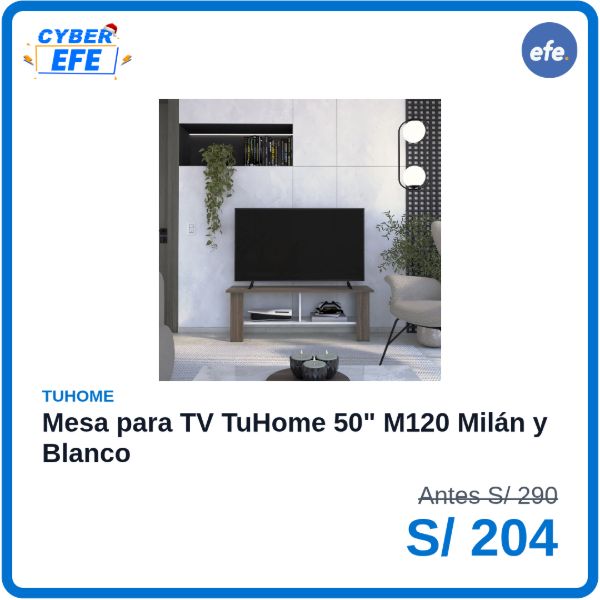 CYBER
EFE
efe.
TUHOME
Mesa para TV TuHome 50" M120 Milán y
Blanco
Antes S/ 290
S/ 204